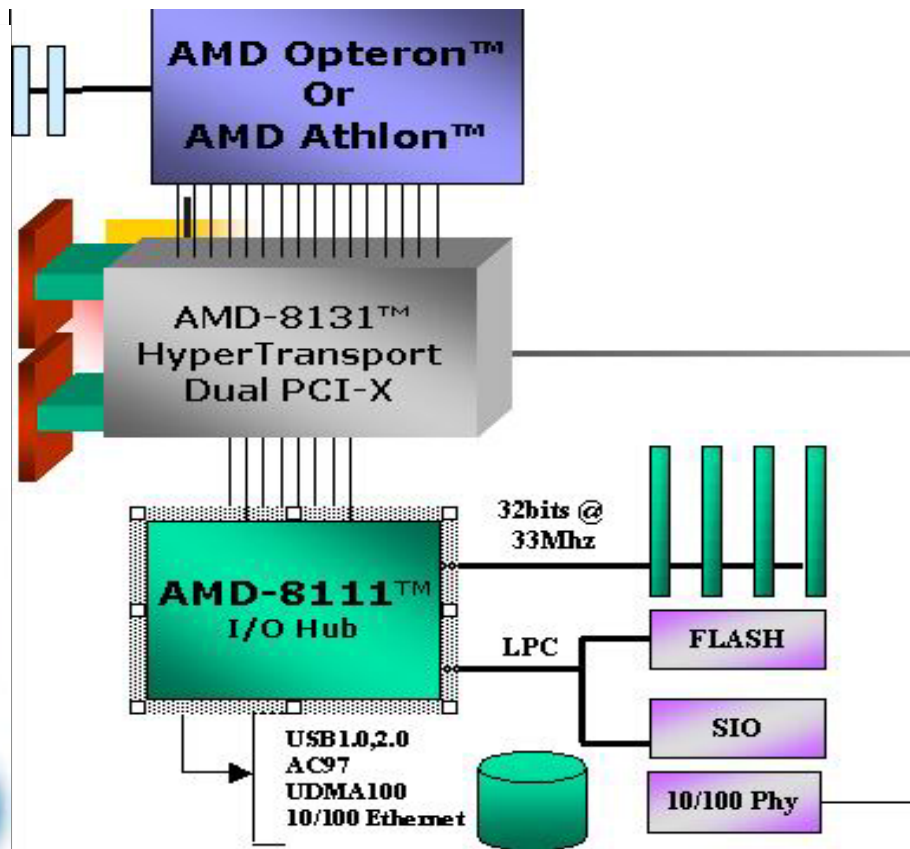 AMD Opteron™
Or
AMD Athlon™
AMD-8131™
HyperTransport
Dual PCI-X
32bits @
33Mhz
AMD-8111™
I/O Hub
LPC
FLASH
SIO
10/100 Phy
USB1.0,2.0
AC97
UDMA100
10/100 Ethernet